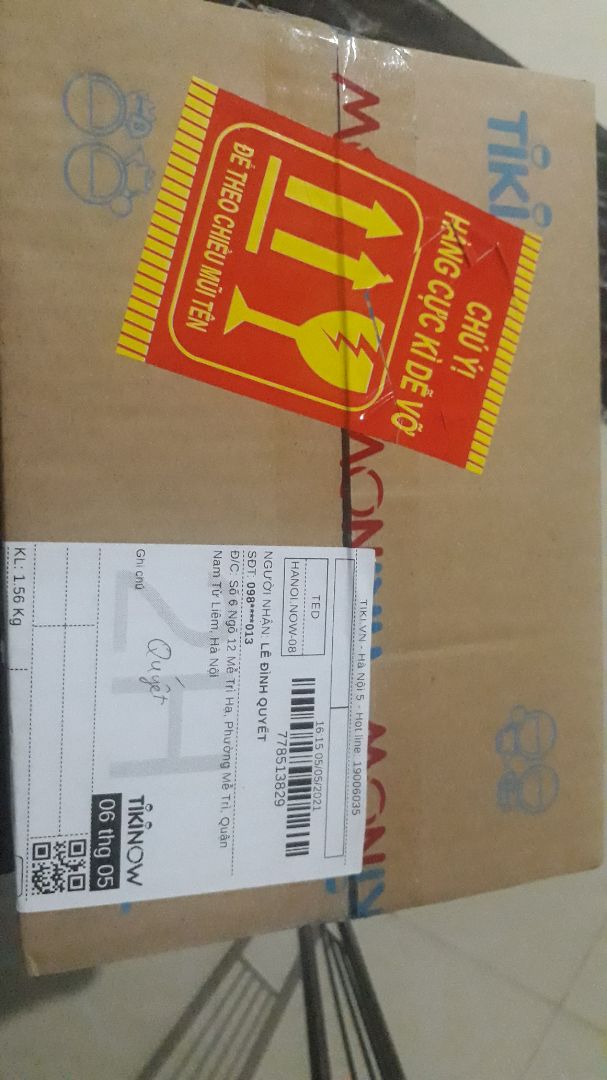 TIKI
CHÚ Ý!
HÀNG CỰC KÌ DỄ VỠ
ĐỂ THEO CHIỀU MŨI TÊN
TIKI.VN - Hà Nội 5 - Hot line: 19006035
TED
HANOI.NOW-08
16:15 05/05/2021
778513829
NGƯỜI NHẬN: LÊ ĐÌNH QUYẾT
SĐT: 098****013
Đ/C: Số 6 Ngõ 12 Mễ Trì Hạ, Phường Mễ Trì, Quận
Nam Từ Liêm, Hà Nội
2H
Ghi chú
Quyết
TIKINOW
06 thg 05
KL: 1.56 Kg